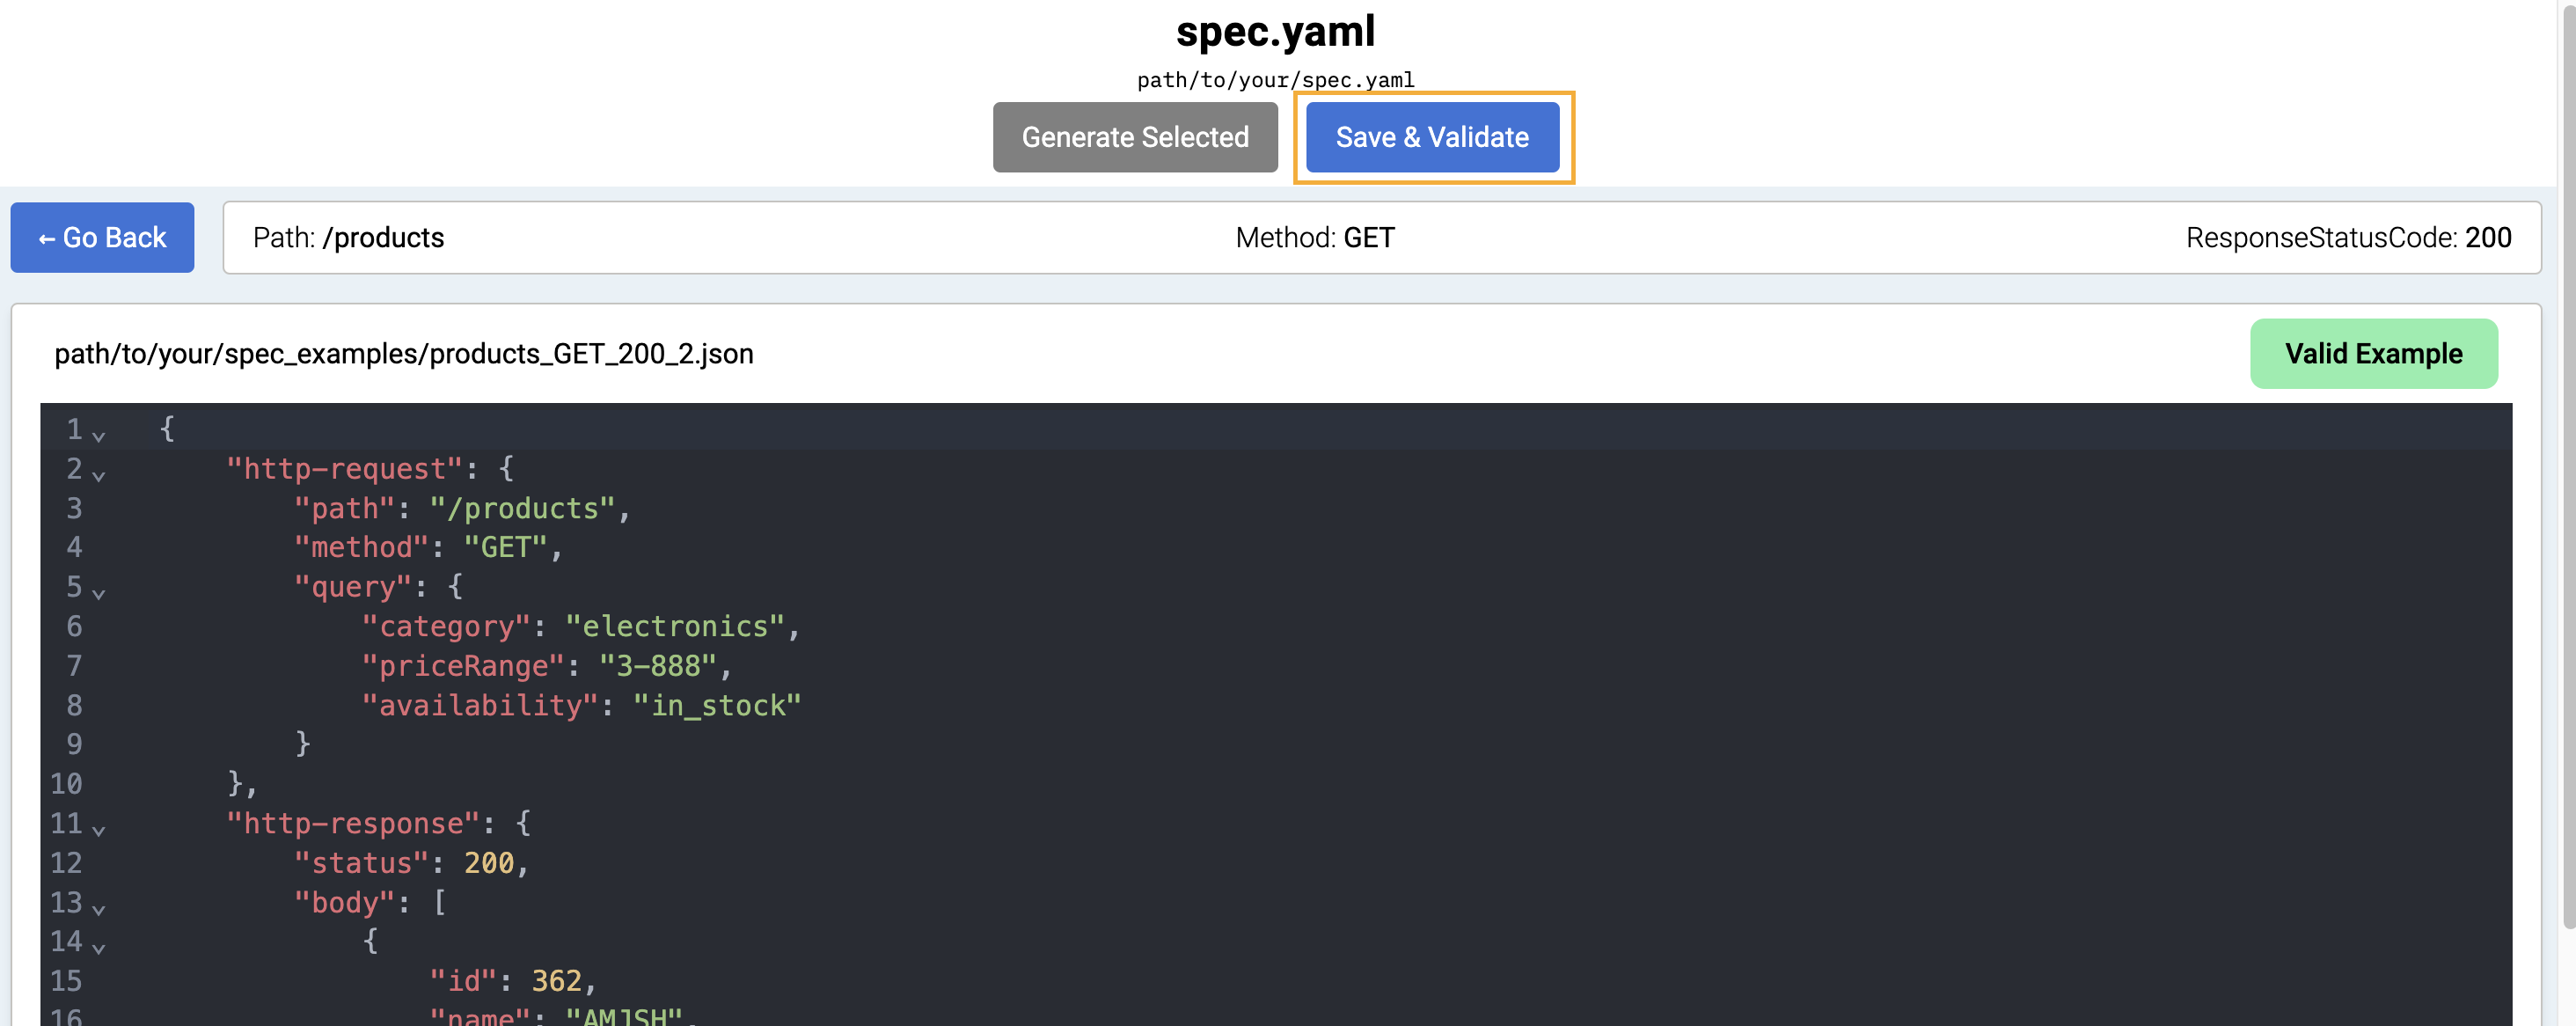 spec.yaml
path/to/your/spec.yaml
Generate Selected
Save & Validate
← Go Back
Path: /products
Method: GET
ResponseStatusCode: 200
path/to/your/spec_examples/products_GET_200_2.json
Valid Example
1 {
2 "http-request": {
3 "path": "/products",
4 "method": "GET",
5 "query": {
6 "category": "electronics",
7 "priceRange": "3-888",
8 "availability": "in_stock"
9 }
10 },
11 "http-response": {
12 "status": 200,
13 "body": [
14 {
15 "id": 362,
16 "name": "AMJSH",